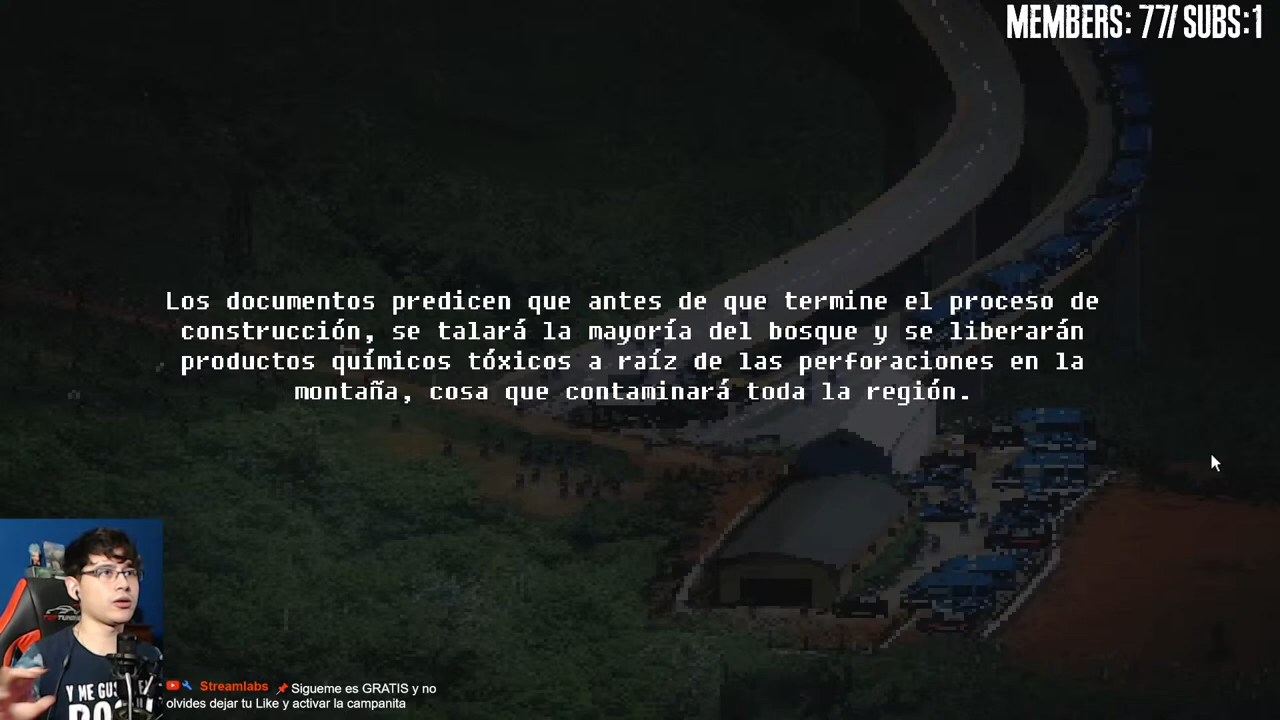 MEMBERS: 77// SUBS:1
Los documentos predicen que antes de que termine el proceso de
construcción, se talará la mayoría del bosque y se liberarán
productos químicos tóxicos a raíz de las perforaciones en la
montaña, cosa que contaminará toda la región.
Y ME GUS
Streamlabs 📌 Sigueme es GRATIS y no
olvides dejar tu Like y activar la campanita